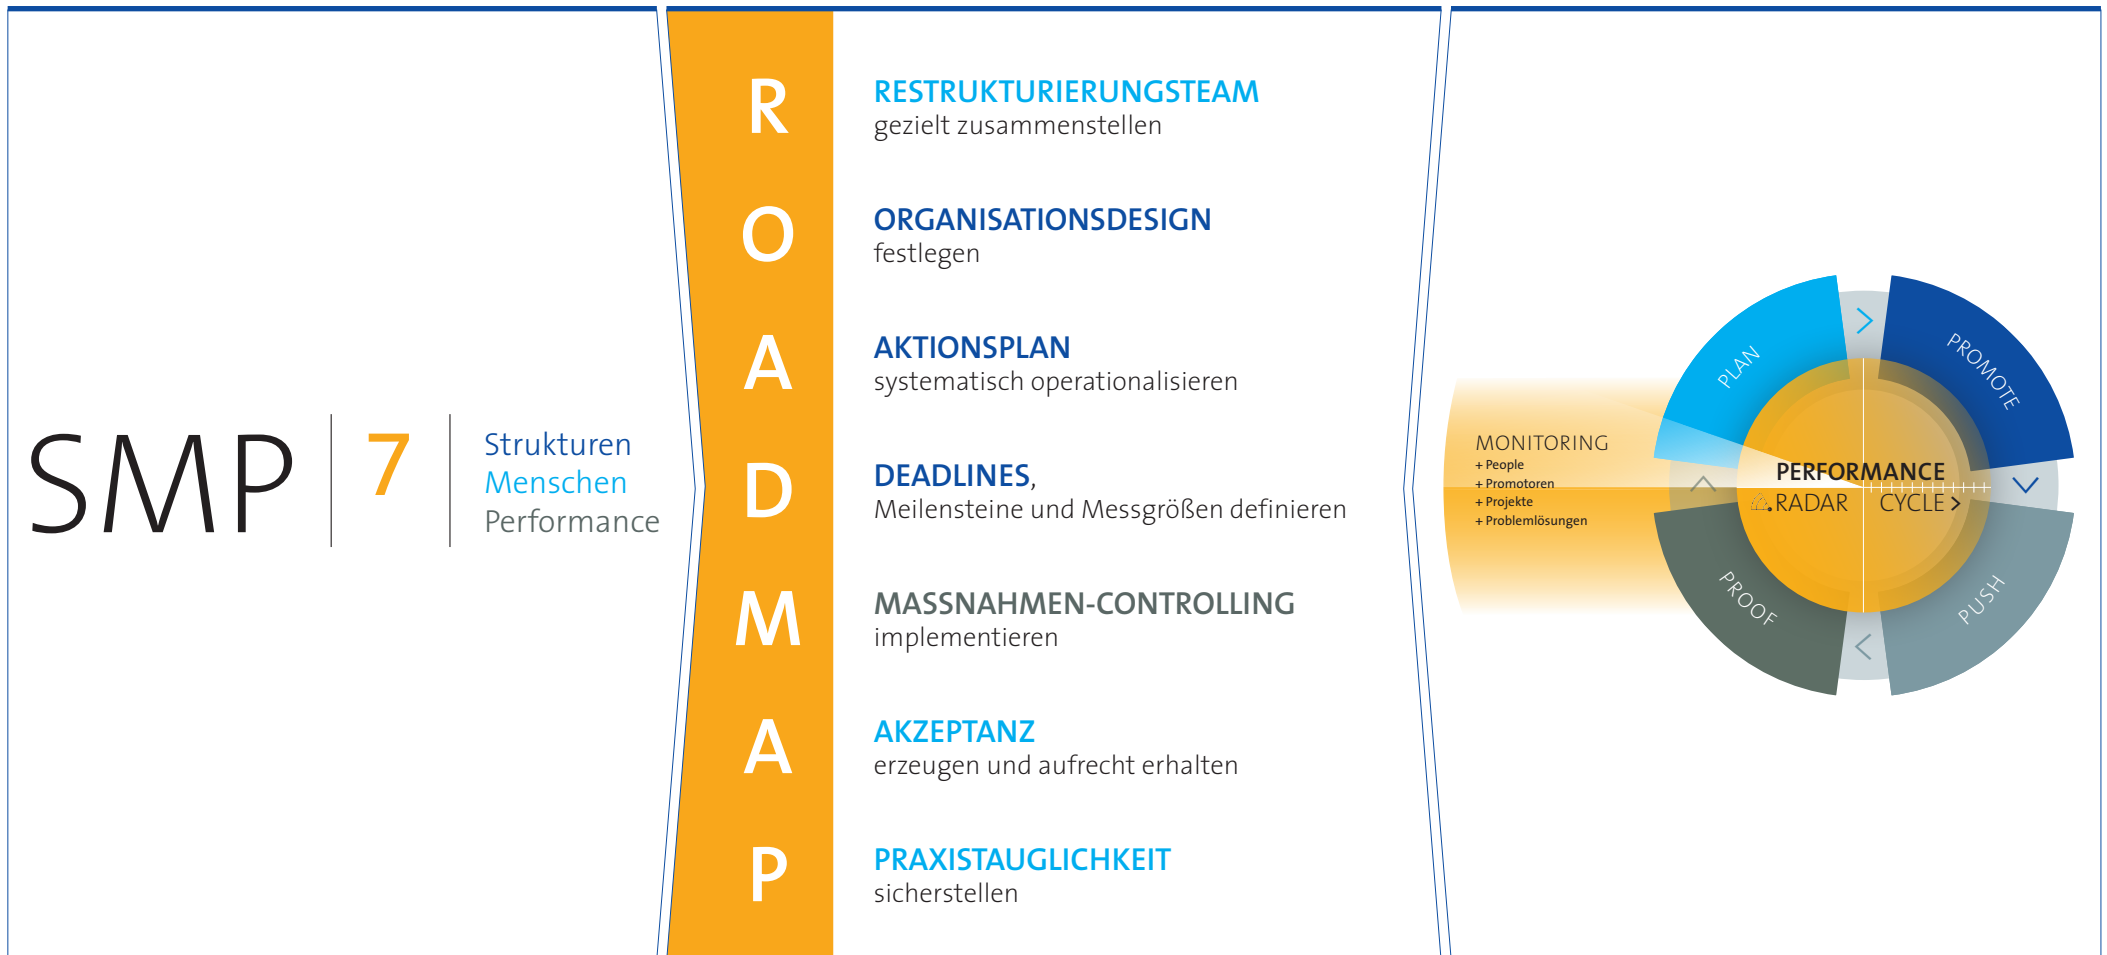 SMP
7
Strukturen
Menschen
Performance
R
RESTRUKTURIERUNGSTEAM
gezielt zusammenstellen
O
ORGANISATIONSDESIGN
festlegen
A
AKTIONSPLAN
systematisch operationalisieren
D
DEADLINES,
Meilensteine und Messgrößen definieren
M
MASSNAHMEN-CONTROLLING
implementieren
A
AKZEPTANZ
erzeugen und aufrecht erhalten
P
PRAXISTAUGLICHKEIT
sicherstellen
MONITORING
+ People
+ Promotoren
+ Projekte
+ Problemlösungen
PLAN
PROMOTE
PERFORMANCE
RADAR CYCLE >
PROOF
PUSH